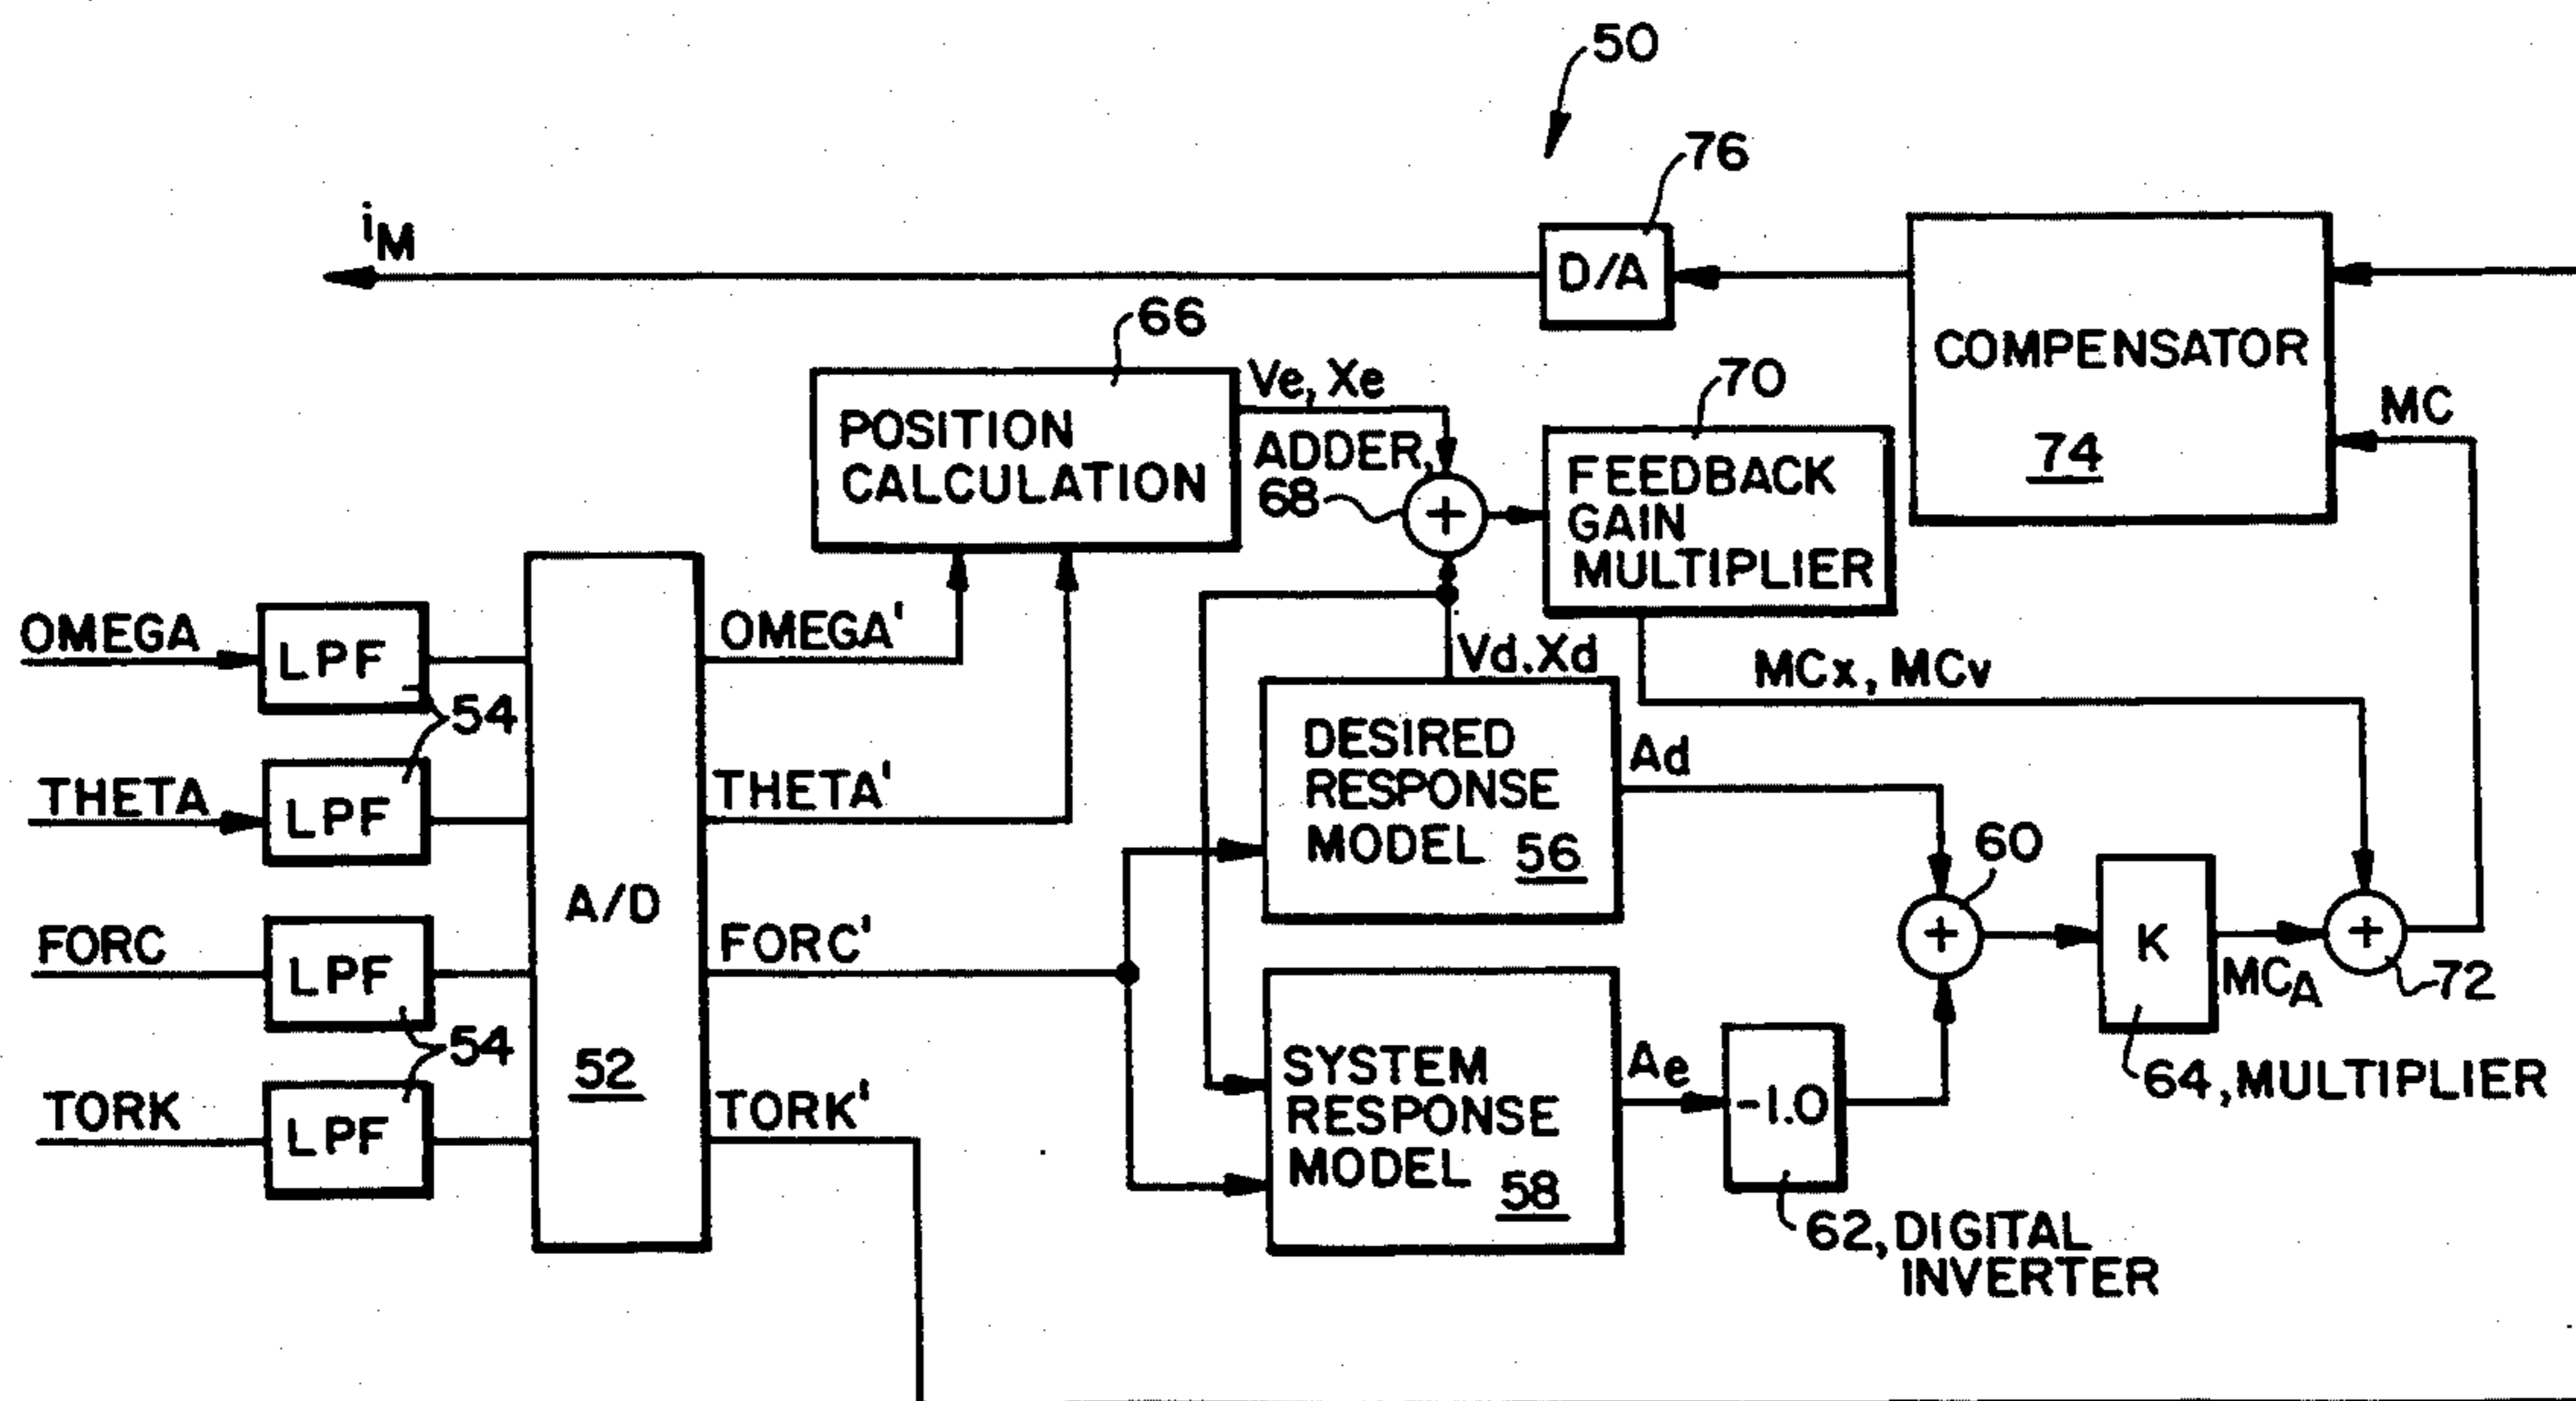 50
76
iM
D/A
66
COMPENSATOR
74
MC
POSITION
CALCULATION
Ve, Xe
ADDER,
68
+
70
FEEDBACK
GAIN
MULTIPLIER
OMEGA
LPF
54
THETA
LPF
FORC
LPF
54
TORK
LPF
A/D
52
OMEGA'
THETA'
FORC'
TORK'
Vd.Xd
MCx, MCv
DESIRED
RESPONSE
MODEL 56
Ad
60
+
K
MCA
+
72
64, MULTIPLIER
SYSTEM
RESPONSE
MODEL 58
Ae
-1.0
62, DIGITAL
INVERTER